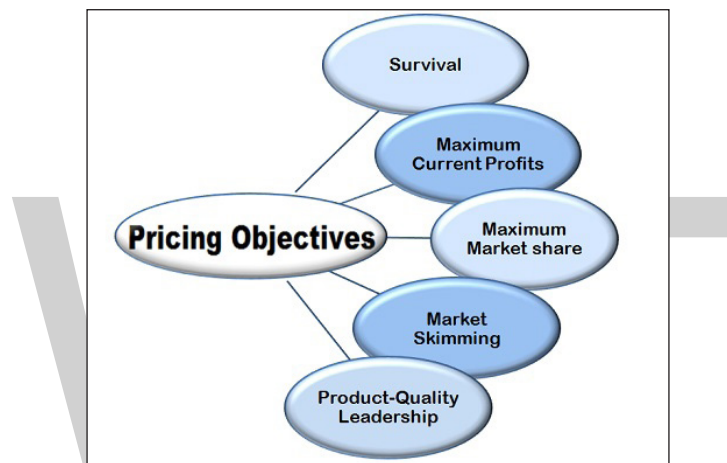 Survival
Maximum
Current Profits
Pricing Objectives
Maximum
Market share
Market
Skimming
Product-Quality
Leadership